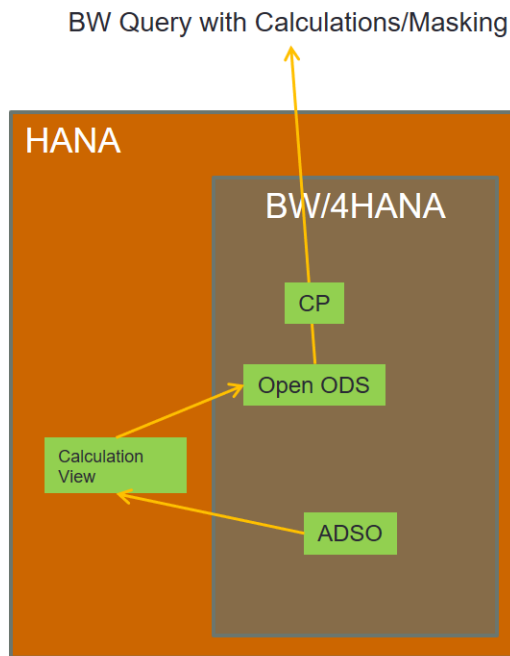 BW Query with Calculations/Masking
HANA
BW/4HANA
CP
Open ODS
Calculation
View
ADSO